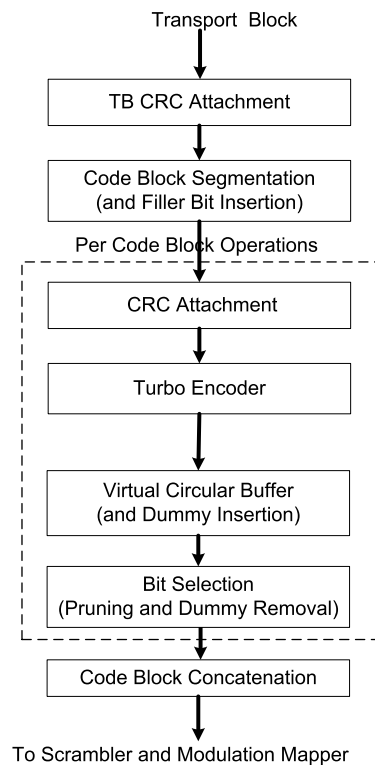 Transport Block
TB CRC Attachment
Code Block Segmentation
(and Filler Bit Insertion)
Per Code Block Operations
CRC Attachment
Turbo Encoder
Virtual Circular Buffer
(and Dummy Insertion)
Bit Selection
(Pruning and Dummy Removal)
Code Block Concatenation
To Scrambler and Modulation Mapper